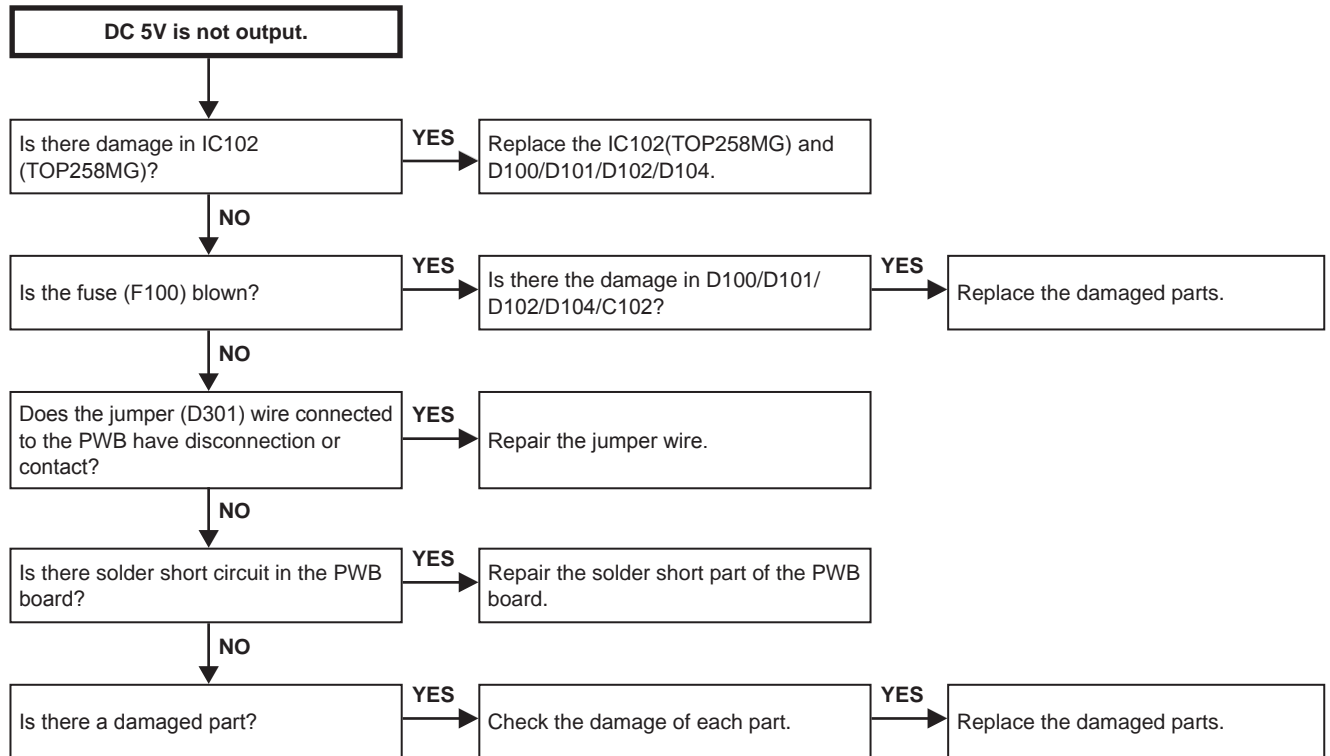 DC 5V is not output.
Is there damage in IC102
(TOP258MG)?
YES
Replace the IC102(TOP258MG) and
D100/D101/D102/D104.
NO
Is the fuse (F100) blown?
YES
Is there the damage in D100/D101/
D102/D104/C102?
YES
Replace the damaged parts.
NO
Does the jumper (D301) wire connected
to the PWB have disconnection or
contact?
YES
Repair the jumper wire.
NO
Is there solder short circuit in the PWB
board?
YES
Repair the solder short part of the PWB
board.
NO
Is there a damaged part?
YES
Check the damage of each part.
YES
Replace the damaged parts.